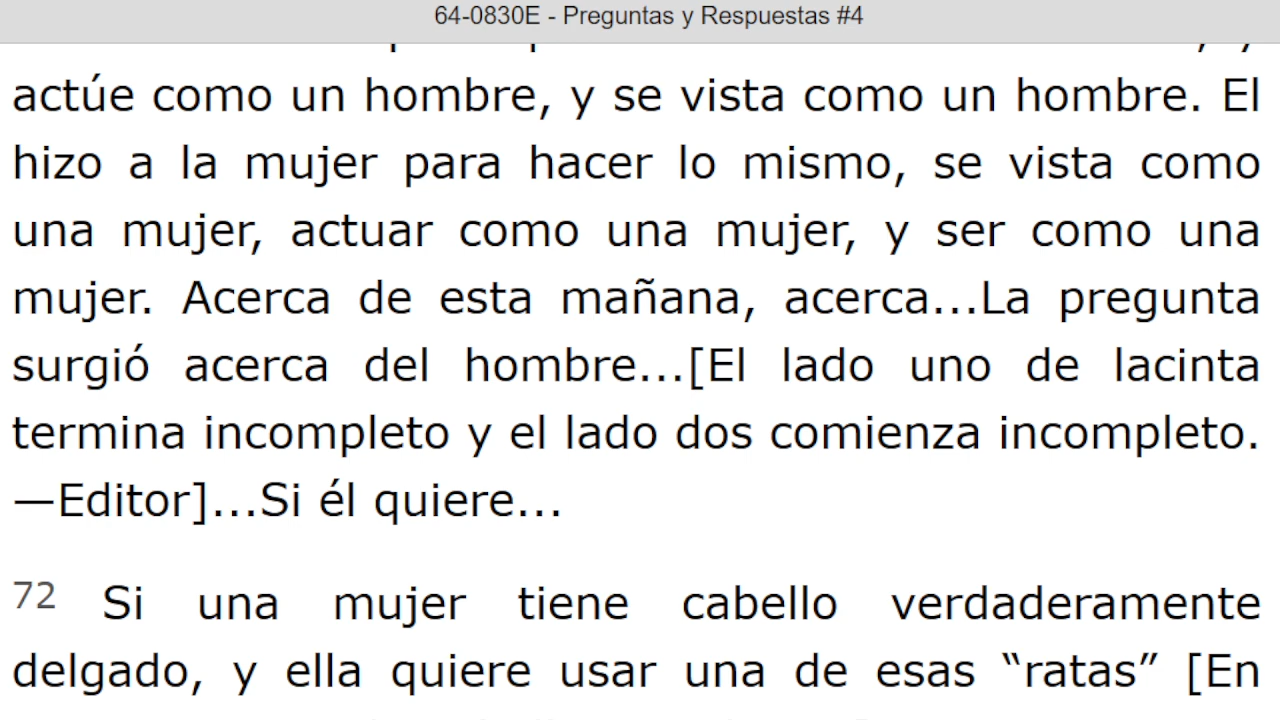 64-0830E - Preguntas y Respuestas #4
actúe como un hombre, y se vista como un hombre. El
hizo a la mujer para hacer lo mismo, se vista como
una mujer, actuar como una mujer, y ser como una
mujer. Acerca de esta mañana, acerca...La pregunta
surgió acerca del hombre...[El lado uno de lacinta
termina incompleto y el lado dos comienza incompleto.
—Editor]...Si él quiere...
72 Si una mujer tiene cabello verdaderamente
delgado, y ella quiere usar una de esas “ratas” [En